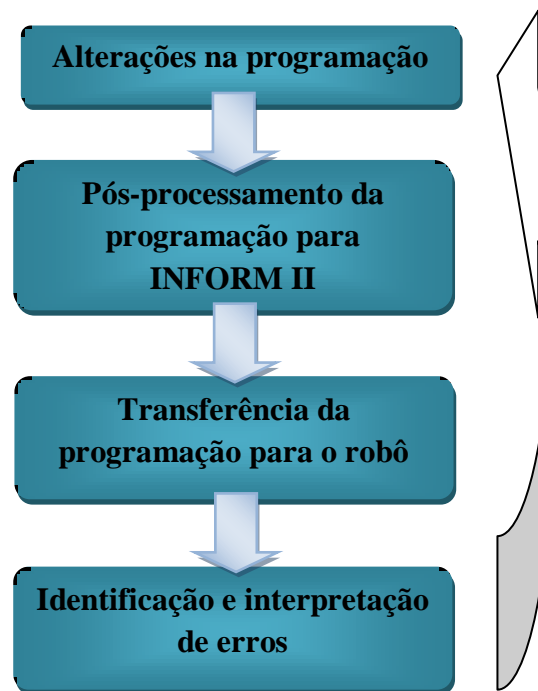 Alterações na programação
Pós-processamento da
programação para
INFORM II
Transferência da
programação para o robô
Identificação e interpretação
de erros